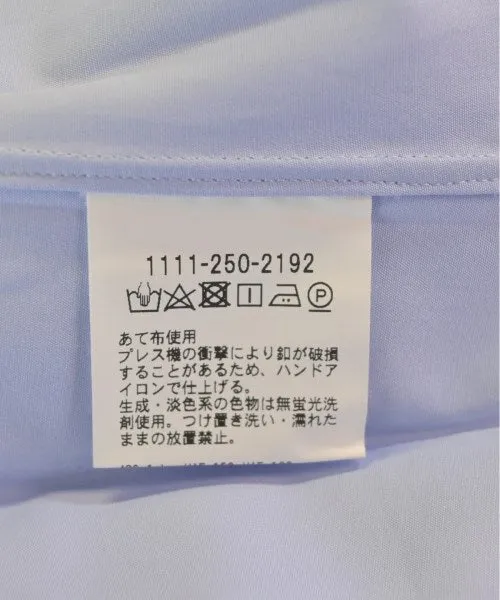 1111-250-2192
P
あて布使用
プレス機の衝撃により釦が破損
することがあるため、ハンドア
イロンで仕上げる。
生成・淡色系の色物は無蛍光洗
剤使用。つけ置き洗い・濡れた
ままの放置禁止。